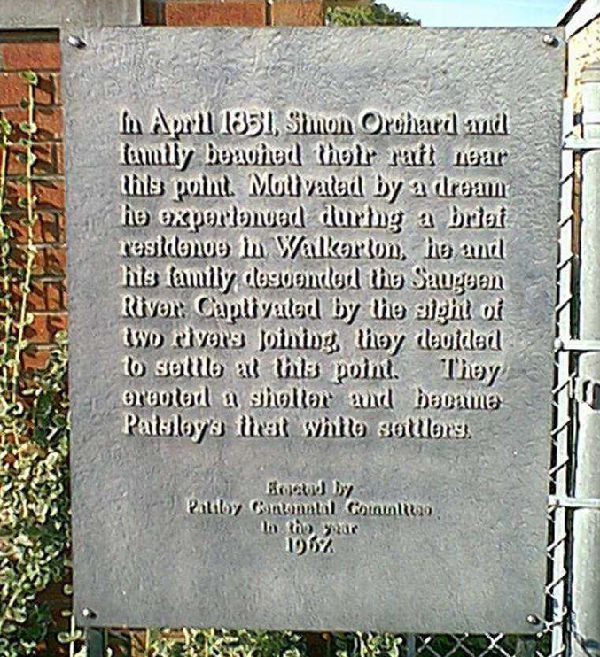 In April 1851, Simon Orchard and
family beached their raft near
this point. Motivated by a dream
he experienced during a brief
residence in Walkerton, he and
his family, descended the Saugeen
River. Captivated by the sight of
two rivers joining, they decided
to settle at this point. They
erected a shelter and became
Paisley's first white settlers.
Erected by
Paisley Centennial Committee
in the year
1967.